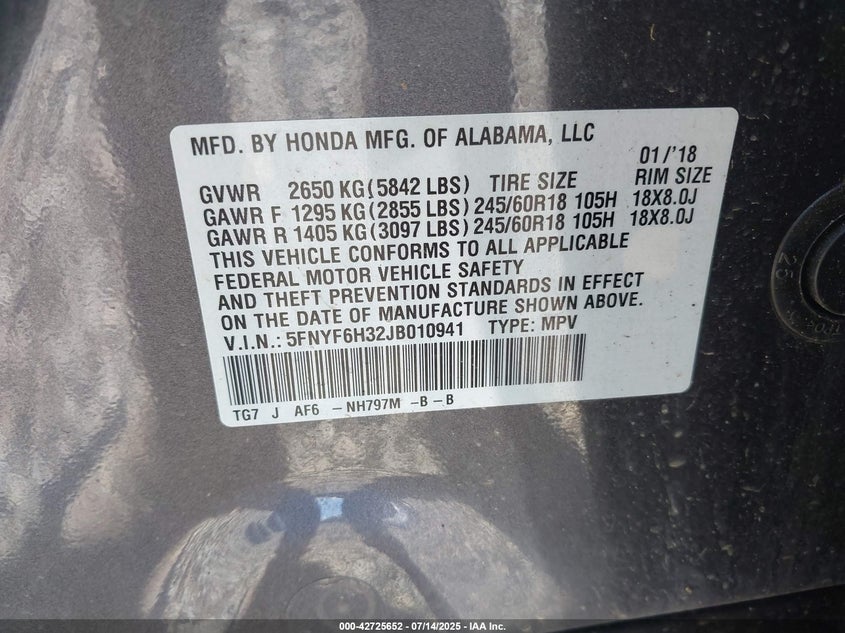 MFD. BY HONDA MFG. OF ALABAMA, LLC
01/'18
GVWR 2650 KG(5842 LBS) TIRE SIZE RIM SIZE
GAWR F 1295 KG(2855 LBS) 245/60R18 105H 18X8.0J
GAWR R 1405 KG(3097 LBS) 245/60R18 105H 18X8.0J
THIS VEHICLE CONFORMS TO ALL APPLICABLE
FEDERAL MOTOR VEHICLE SAFETY
AND THEFT PREVENTION STANDARDS IN EFFECT
ON THE DATE OF MANUFACTURE SHOWN ABOVE.
V.I.N.: 5FNYF6H32JB010941 TYPE: MPV
TG7 J AF6 -NH797M -B-B
000-42725652 | 07/14/2025 - IAA Inc.